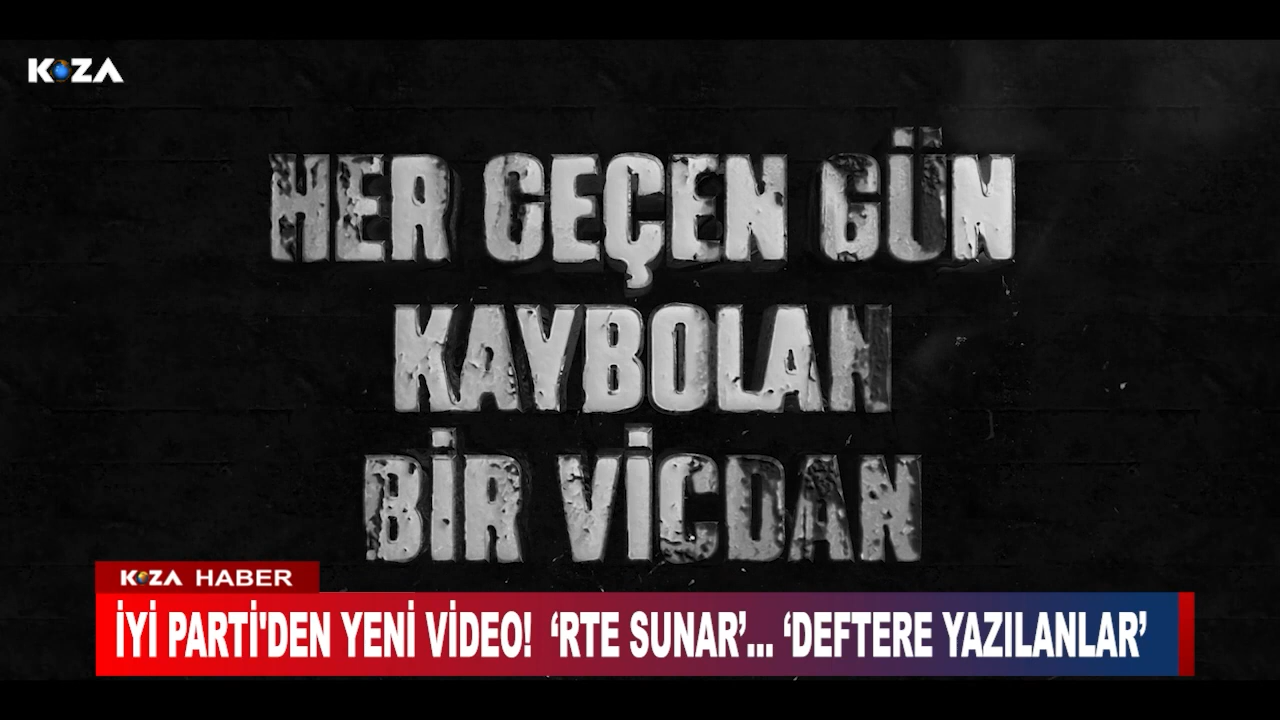 KOZA
HER GEÇEN GÜN
KAYBOLAN
BİR VİCDAN
KOZA HABER
İYİ PARTİ'DEN YENİ VİDEO! ‘RTE SUNAR’... ‘DEFTERE YAZILANLAR’